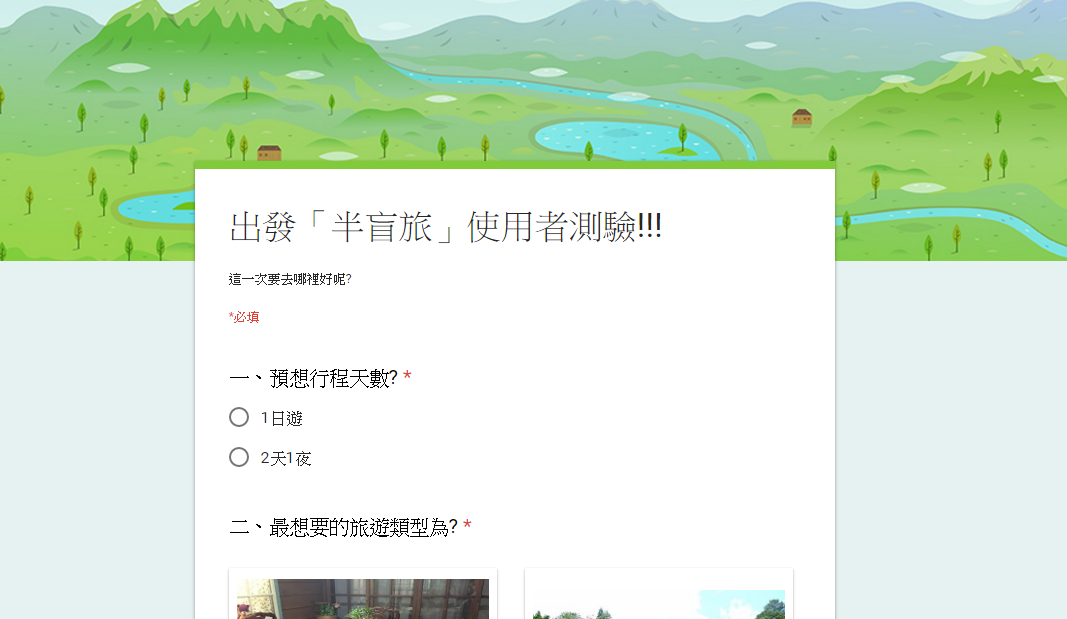 出發「半盲旅」使用者測驗!!!
這一次要去哪裡好呢?
*必填
一、預想行程天數? *
1日遊
2天1夜
二、最想要的旅遊類型為? *